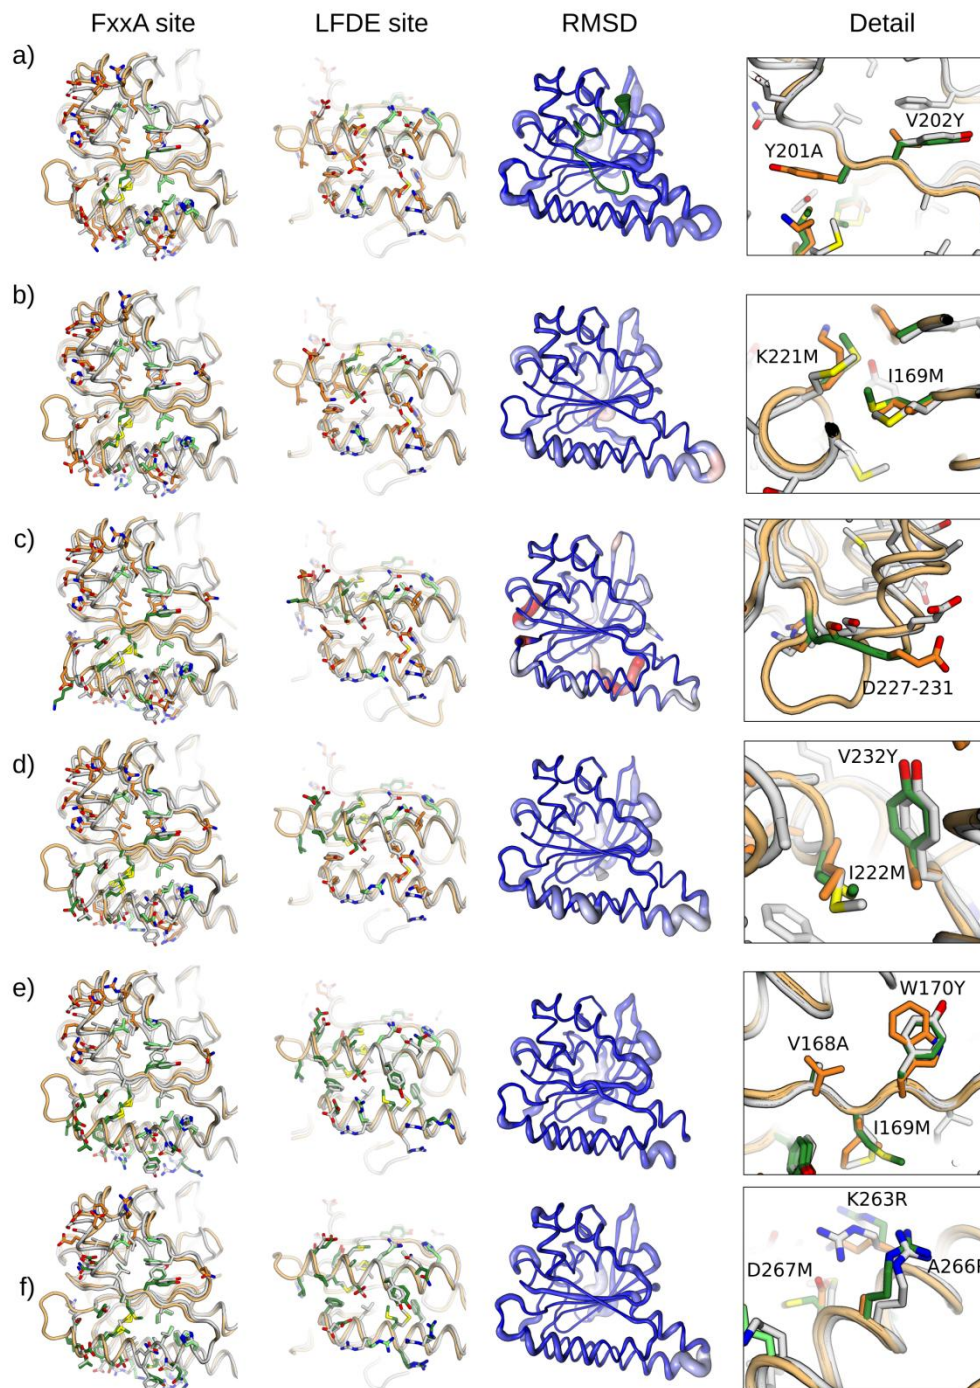 FxxA site LFDE site RMSD Detail
a)
V202Y
Y201A
b)
K221M
I169M
c)
D227-231
d)
V232Y
I222M
e)
W170Y
V168A
I169M
f)
K263R
D267M